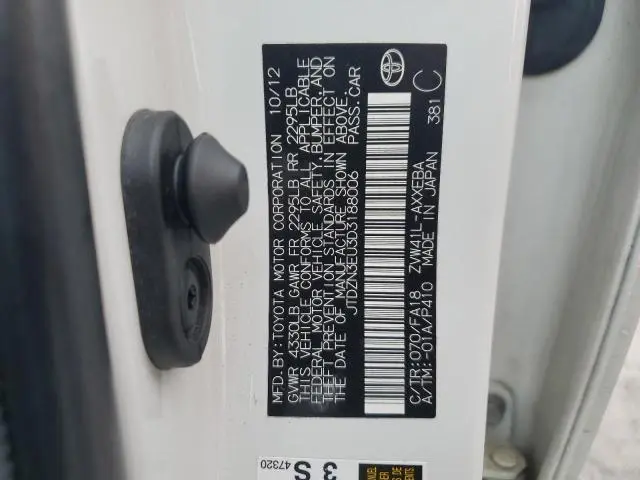 MFD. BY: TOYOTA MOTOR CORPORATION 10/12
GVWR 4330LB GAWR FR 2295LB RR 2295LB
THIS VEHICLE CONFORMS TO ALL APPLICABLE
FEDERAL MOTOR VEHICLE SAFETY, BUMPER, AND
THEFT PREVENTION STANDARDS IN EFFECT ON
THE DATE OF MANUFACTURE SHOWN ABOVE.
JTDZN3EU3D3188006 PASS. CAR
C/TR: 070/FA18 ZVW41L-AXXEBA
A/TM: -01A/P410 MADE IN JAPAN 381 C
3 S
47320